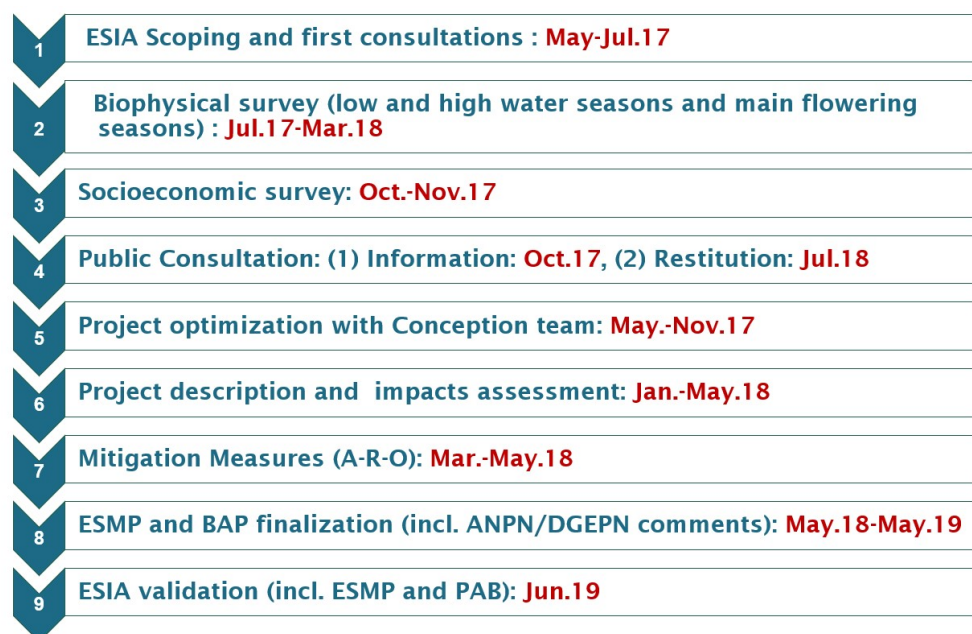 1 ESIA Scoping and first consultations : May-Jul.17
2 Biophysical survey (low and high water seasons and main flowering
seasons) : Jul.17-Mar.18
3 Socioeconomic survey: Oct.-Nov.17
4 Public Consultation: (1) Information: Oct.17, (2) Restitution: Jul.18
5 Project optimization with Conception team: May.-Nov.17
6 Project description and impacts assessment: Jan.-May.18
7 Mitigation Measures (A-R-O): Mar.-May.18
8 ESMP and BAP finalization (incl. ANPN/DGEPN comments): May.18-May.19
9 ESIA validation (incl. ESMP and PAB): Jun.19